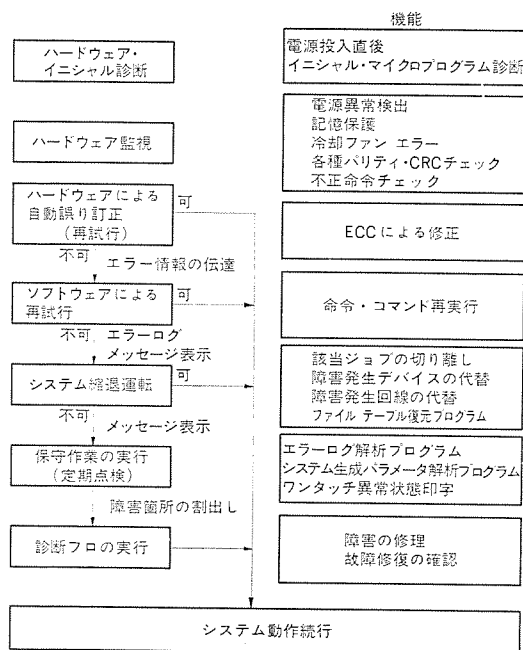 機能
ハードウェア・
イニシャル診断
電源投入直後
イニシャル・マイクロプログラム診断
ハードウェア監視
電源異常検出
記憶保護
冷却ファン エラー
各種パリティ・CRCチェック
不正命令チェック
ハードウェアによる
自動誤り訂正
(再試行)
可
ECCによる修正
不可
エラー情報の伝達
ソフトウェアによる
再試行
可
命令・コマンド再実行
不可
エラーログ
メッセージ表示
システム縮退運転
可
該当ジョブの切り離し
障害発生デバイスの代替
障害発生回線の代替
ファイル テーブル復元プログラム
不可
メッセージ表示
保守作業の実行
(定期点検)
エラーログ解析プログラム
システム生成パラメータ解析プログラム
ワンタッチ異常状態印字
障害箇所の割出し
診断フロの実行
障害の修理
故障修復の確認
システム動作続行